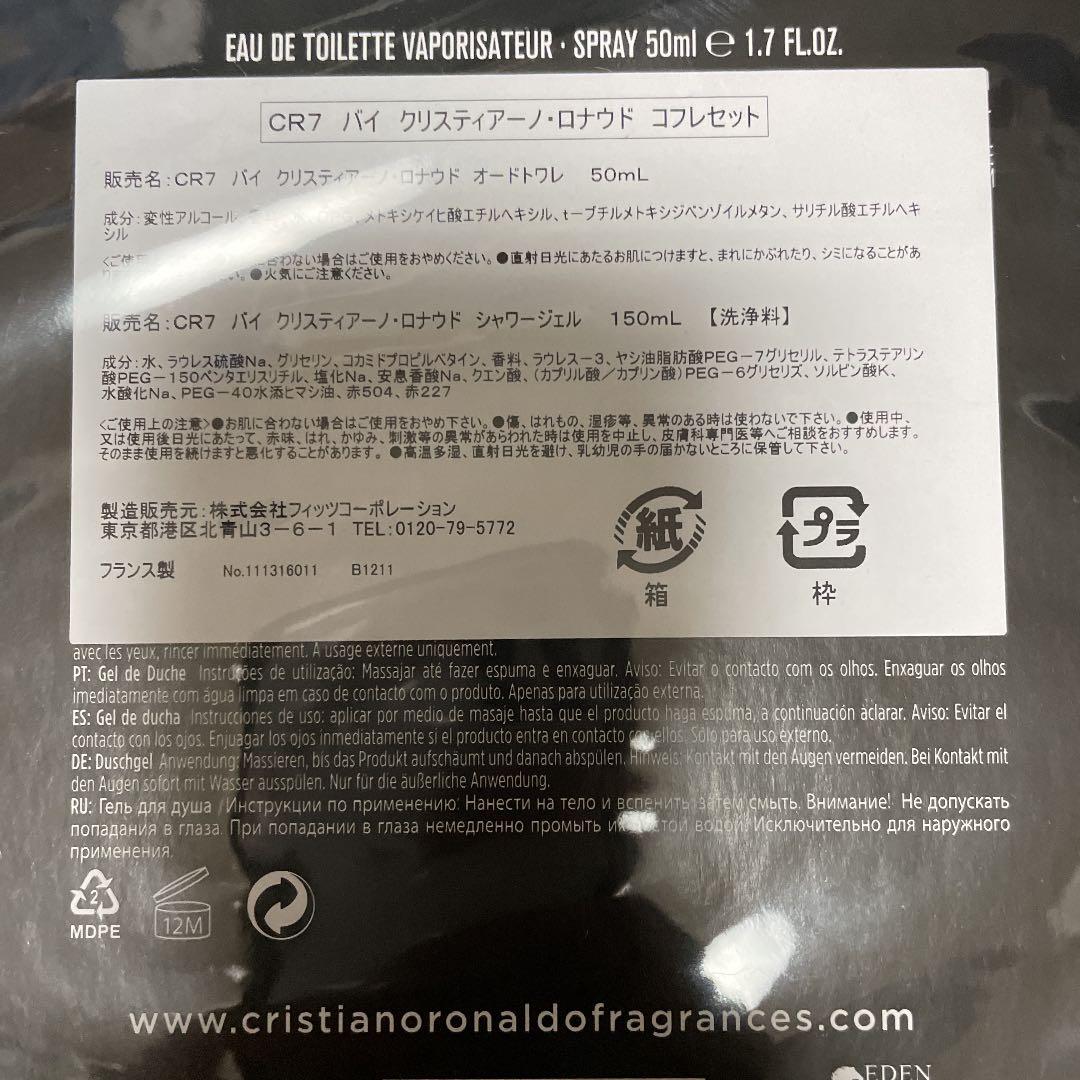 EAU DE TOILETTE VAPORISATEUR · SPRAY 50ml ℮ 1.7 FL.OZ.
CR7 バイ クリスティアーノ・ロナウド コフレセット
販売名:CR7 バイ クリスティアーノ・ロナウド オードトワレ 50mL
成分:変性アルコール、メトキシケイヒ酸エチルヘキシル、t-ブチルメトキシジベンゾイルメタン、サリチル酸エチルヘキ
シル
<ご使 合わない場合はご使用をおやめください。●直射日光にあたるお肌につけますと、まれにかぶれたり、シミになることがあ
い。●火気にご注意ください。
販売名:CR7 バイ クリスティアーノ・ロナウド シャワージェル 150mL 【洗浄料】
成分:水、ラウレス硫酸Na、グリセリン、コカミドプロピルベタイン、香料、ラウレス-3、ヤシ油脂肪酸PEG-7グリセリル、テトラステアリン
酸PEG-150ペンタエリスリチル、塩化Na、安息香酸Na、クエン酸、(カプリル酸/カプリン酸)PEG-6グリセリズ、ソルビン酸K、
水酸化Na、PEG-40水添ヒマシ油、赤504、赤227
<ご使用上の注意>●お肌に合わない場合はご使用をおやめ下さい。●傷、はれもの、湿疹等、異常のある時は使わないで下さい。●使用中、
又は使用後日光にあたって、赤味、はれ、かゆみ、刺激等の異常があらわれた時は使用を中止し、皮膚科専門医等へご相談をおすすめします。
そのまま使用を続けますと悪化することがあります。●高温多湿、直射日光を避け、乳幼児の手の届かないところに保管して下さい。
製造販売元:株式会社フィッツコーポレーション
東京都港区北青山3-6-1 TEL:0120-79-5772
フランス製 No.111316011 B1211
紙
箱
プラ
枠
avec les yeux, rincer immédiatement. A usage externe uniquement.
PT: Gel de Duche Instruções de utilização: Massajar até fazer espuma e enxaguar. Aviso: Evitar o contacto com os olhos. Enxaguar os olhos
imediatamente com água limpa em caso de contacto com o produto. Apenas para utilização externa.
ES: Gel de ducha Instrucciones de uso: aplicar por medio de masaje hasta que el producto haga espuma, a continuación aclarar. Aviso: Evitar el
contacto con los ojos. Enjuagar los ojos inmediatamente si el producto entra en contacto con ellos. Sólo para uso externo.
DE: Duschgel Anwendung: Massieren, bis das Produkt aufschäumt und danach abspülen. Hinweis: Kontakt mit den Augen vermeiden. Bei Kontakt mit
den Augen sofort mit Wasser ausspülen. Nur für die äußerliche Anwendung.
RU: Гель для душа Инструкции по применению: Нанести на тело и вспенить, затем смыть. Внимание! Не допускать
попадания в глаза. При попадании в глаза немедленно промыть их чистой водой. Исключительно для наружного
применения.
2
MDPE
12M
www.cristianoronaldofragrances.com
EDEN